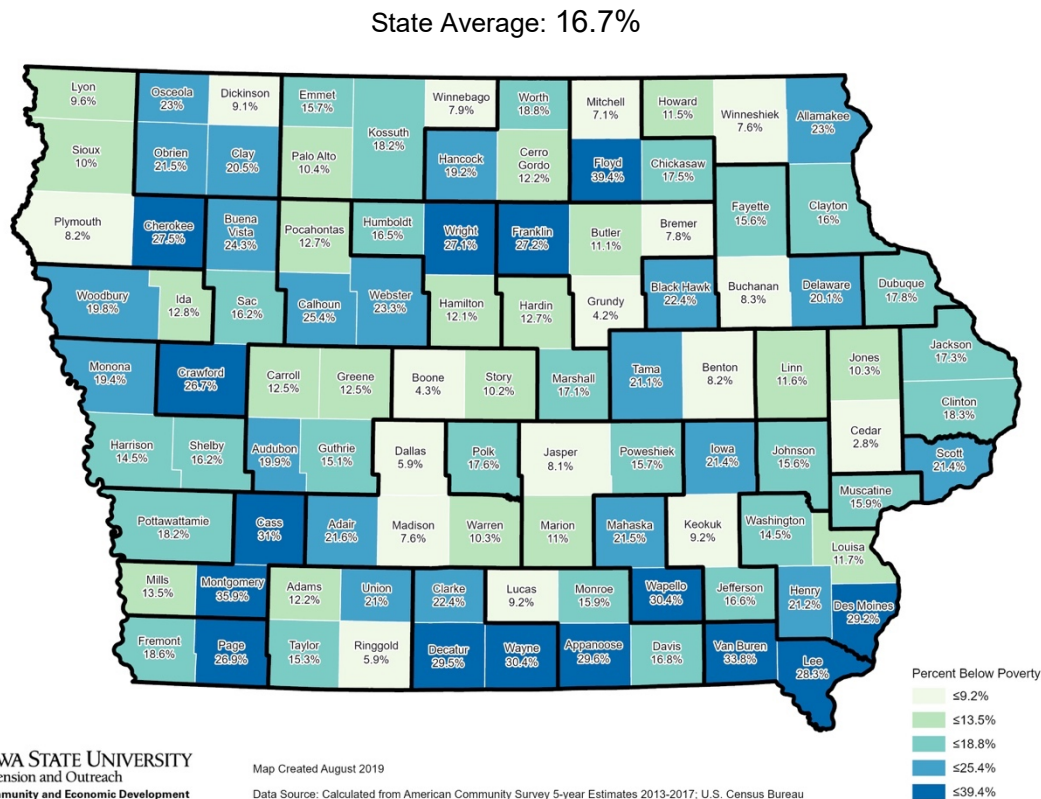 State Average: 16.7%
Lyon
9.6%
Osceola
23%
Dickinson
9.1%
Emmet
15.7%
Kossuth
18.2%
Winnebago
7.9%
Worth
18.8%
Mitchell
7.1%
Howard
11.5%
Winneshiek
7.6%
Allamakee
23%
Sioux
10%
Obrien
21.5%
Clay
20.5%
Palo Alto
10.4%
Hancock
19.2%
Cerro
Gordo
12.2%
Floyd
39.4%
Chickasaw
17.5%
Plymouth
8.2%
Cherokee
27.5%
Buena
Vista
24.3%
Pocahontas
12.7%
Humboldt
16.5%
Wright
27.1%
Franklin
27.2%
Butler
11.1%
Bremer
7.8%
Fayette
15.6%
Clayton
16%
Woodbury
19.8%
Ida
12.8%
Sac
16.2%
Calhoun
25.4%
Webster
23.3%
Hamilton
12.1%
Hardin
12.7%
Grundy
4.2%
Black Hawk
22.4%
Buchanan
8.3%
Delaware
20.1%
Dubuque
17.8%
Monona
19.4%
Crawford
26.7%
Carroll
12.5%
Greene
12.5%
Boone
4.3%
Story
10.2%
Marshall
17.1%
Tama
21.1%
Benton
8.2%
Linn
11.6%
Jones
10.3%
Jackson
17.3%
Clinton
18.3%
Harrison
14.5%
Shelby
16.2%
Audubon
19.9%
Guthrie
15.1%
Dallas
5.9%
Polk
17.6%
Jasper
8.1%
Poweshiek
15.7%
Iowa
21.4%
Johnson
15.6%
Cedar
2.8%
Scott
21.4%
Muscatine
15.9%
Pottawattamie
18.2%
Cass
31%
Adair
21.6%
Madison
7.6%
Warren
10.3%
Marion
11%
Mahaska
21.5%
Keokuk
9.2%
Washington
14.5%
Louisa
11.7%
Mills
13.5%
Montgomery
35.9%
Adams
12.2%
Union
21%
Clarke
22.4%
Lucas
9.2%
Monroe
15.9%
Wapello
30.4%
Jefferson
16.6%
Henry
21.2%
Des Moines
29.2%
Fremont
18.6%
Page
26.9%
Taylor
15.3%
Ringgold
5.9%
Decatur
29.5%
Wayne
30.4%
Appanoose
29.6%
Davis
16.8%
Van Buren
33.8%
Lee
28.3%
Percent Below Poverty
≤9.2%
≤13.5%
≤18.8%
≤25.4%
≤39.4%
WA STATE UNIVERSITY
ension and Outreach
mmunity and Economic Development
Map Created August 2019
Data Source: Calculated from American Community Survey 5-year Estimates 2013-2017; U.S. Census Bureau